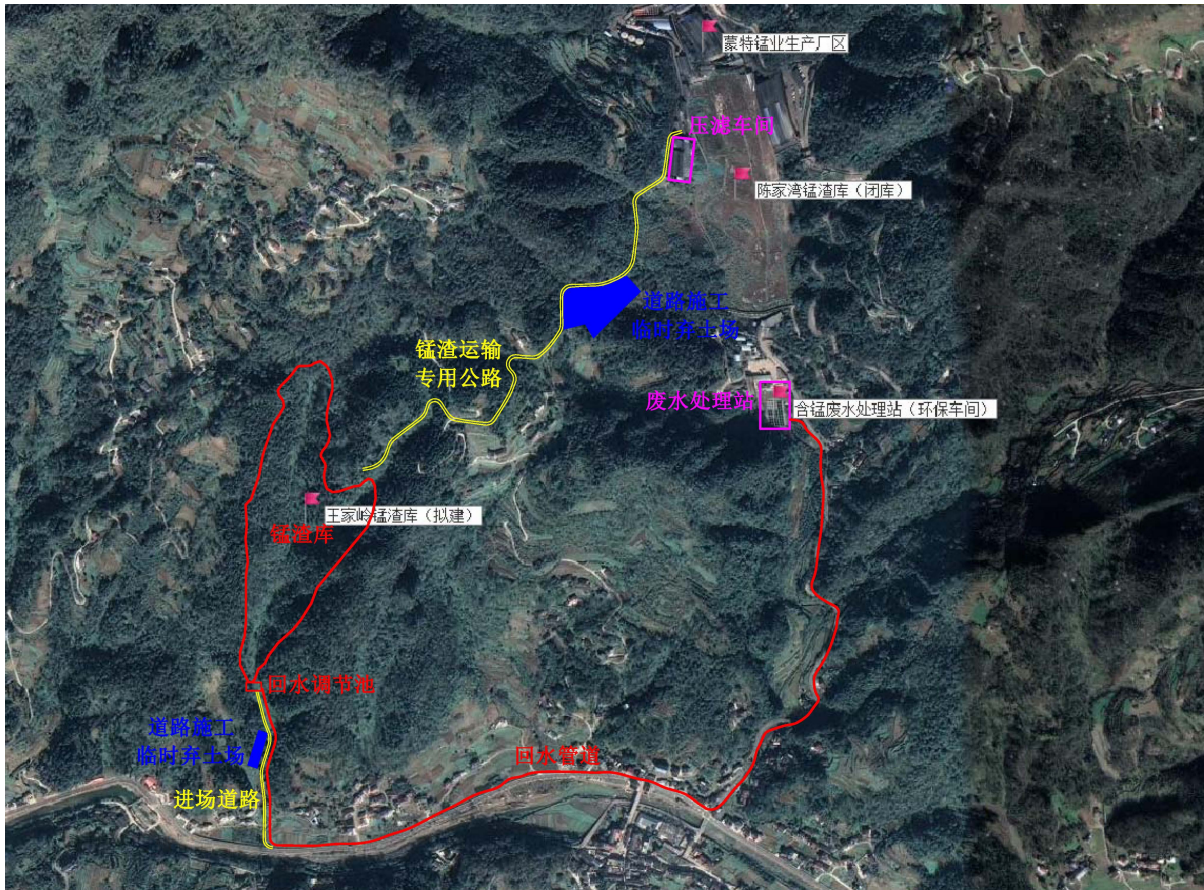 蒙特锰业生产厂区
压滤车间
陈家湾锰渣库（闭库）
道路施工
临时弃土场
锰渣运输
专用公路
废水处理站
含锰废水处理站（环保车间）
王家岭锰渣库（拟建）
锰渣库
回水调节池
道路施工
临时弃土场
回水管道
进场道路